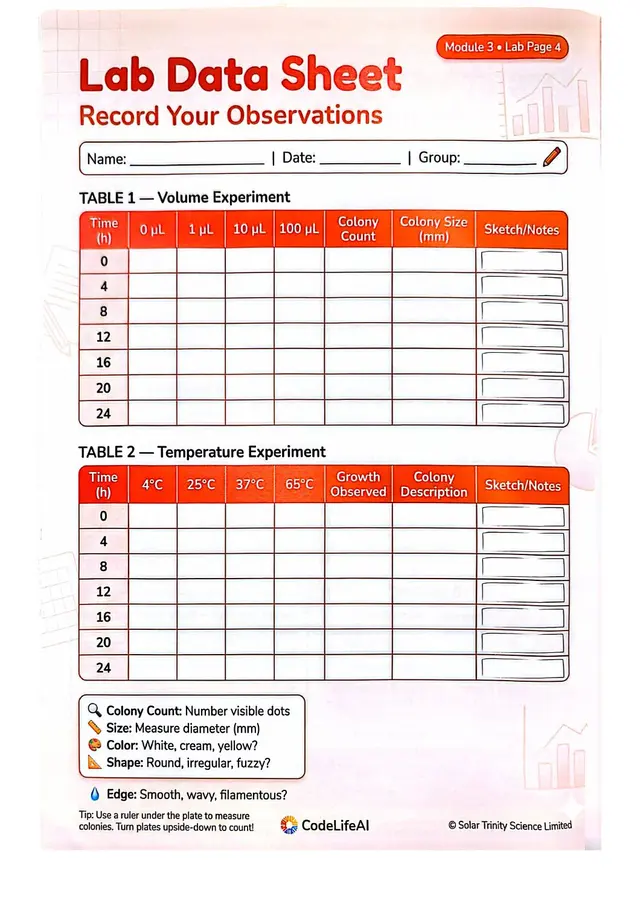 Module 3 • Lab Page 4
Lab Data Sheet
Record Your Observations
Name: ____________ | Date: ____________ | Group: ____________
TABLE 1 — Volume Experiment
Time (h) 0 µL 1 µL 10 µL 100 µL Colony Count Colony Size (mm) Sketch/Notes
0
4
8
12
16
20
24
TABLE 2 — Temperature Experiment
Time (h) 4°C 25°C 37°C 65°C Growth Observed Colony Description Sketch/Notes
0
4
8
12
16
20
24
Colony Count: Number visible dots
Size: Measure diameter (mm)
Color: White, cream, yellow?
Shape: Round, irregular, fuzzy?
Edge: Smooth, wavy, filamentous?
Tip: Use a ruler under the plate to measure
colonies. Turn plates upside-down to count!
CodeLifeAI
© Solar Trinity Science Limited